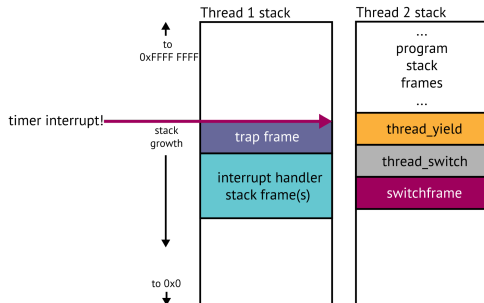 Thread 1 stack
Thread 2 stack
to
0xFFFF FFFF
...
program
stack
frames
...
timer interrupt!
stack
growth
trap frame
thread_yield
thread_switch
interrupt handler
stack frame(s)
switchframe
to 0x0